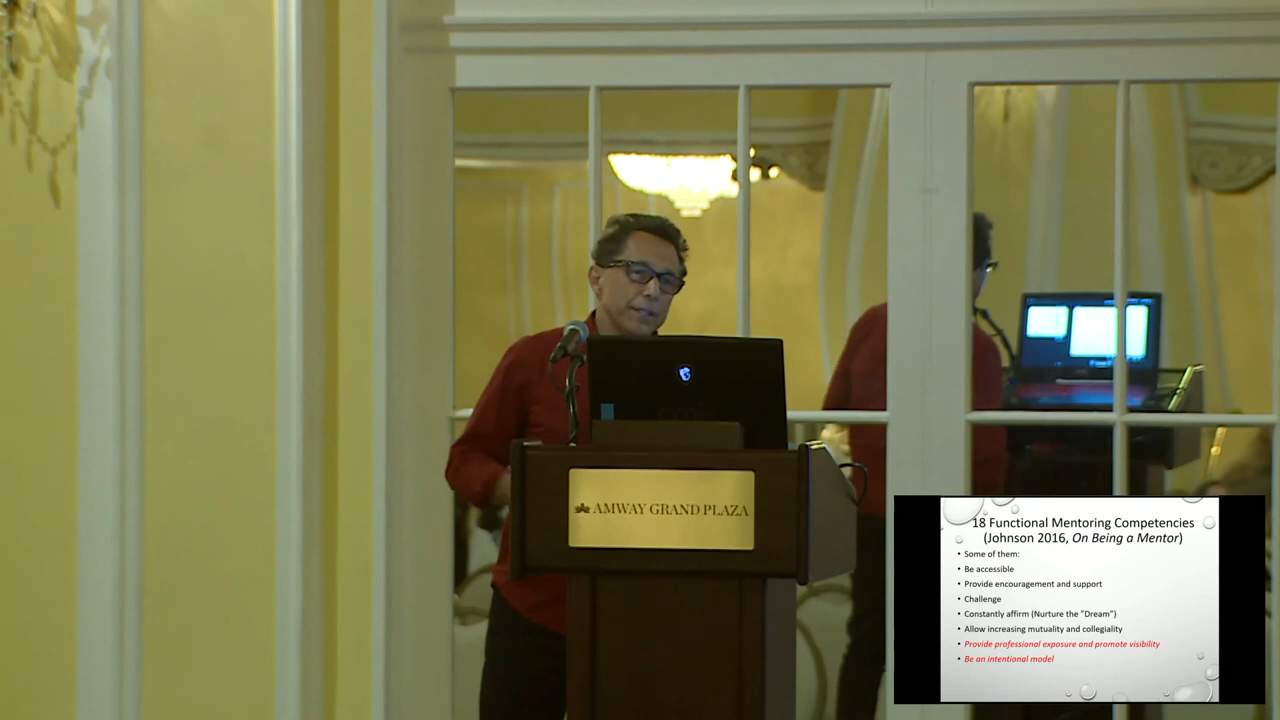 AMWAY GRAND PLAZA
18 Functional Mentoring Competencies
(Johnson 2016, On Being a Mentor)
• Some of them:
• Be accessible
• Provide encouragement and support
• Challenge
• Constantly affirm (Nurture the "Dream")
• Allow increasing mutuality and collegiality
• Provide professional exposure and promote visibility
• Be an intentional model